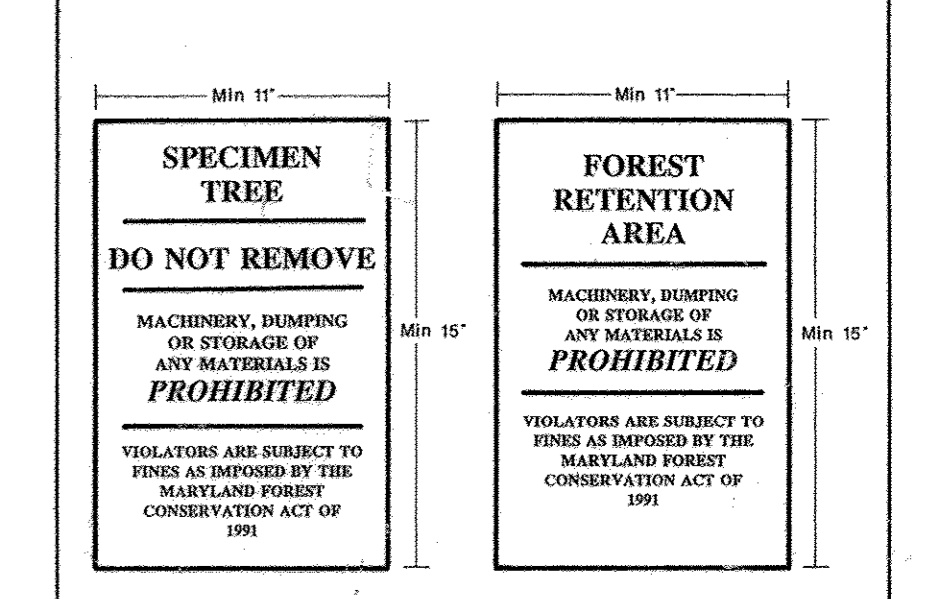 Min 11"
SPECIMEN
TREE
DO NOT REMOVE
MACHINERY, DUMPING
OR STORAGE OF
ANY MATERIALS IS
PROHIBITED
VIOLATORS ARE SUBJECT TO
FINES AS IMPOSED BY THE
MARYLAND FOREST
CONSERVATION ACT OF
1991
Min 15"
Min 11"
FOREST
RETENTION
AREA
MACHINERY, DUMPING
OR STORAGE OF
ANY MATERIALS IS
PROHIBITED
VIOLATORS ARE SUBJECT TO
FINES AS IMPOSED BY THE
MARYLAND FOREST
CONSERVATION ACT OF
1991
Min 15"